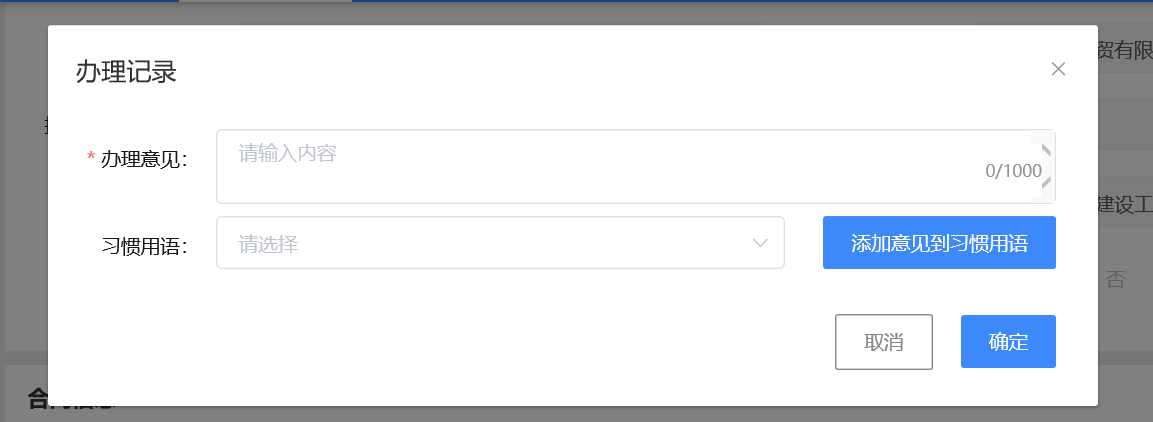 贸有限
办理记录
* 办理意见：
请输入内容
0/1000
建设工
习惯用语：
请选择
添加意见到习惯用语
否
取消
确定